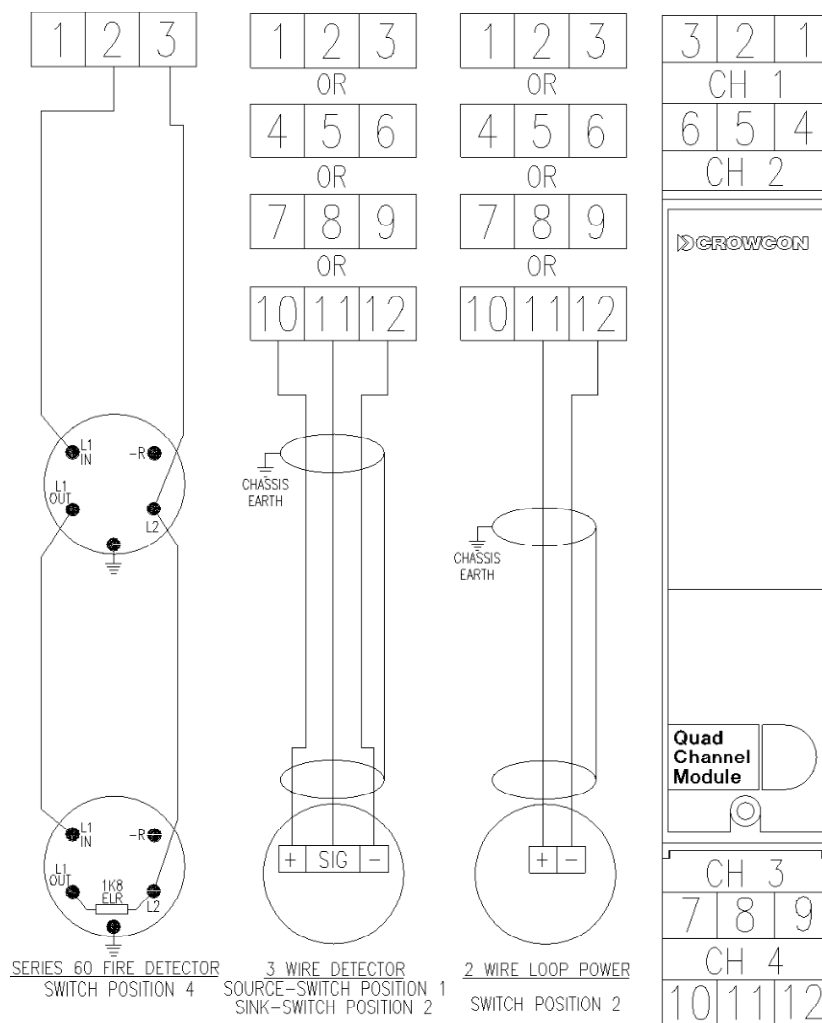 1 2 3
1 2 3
OR
4 5 6
OR
7 8 9
OR
10 11 12
1 2 3
OR
4 5 6
OR
7 8 9
OR
10 11 12
3 2 1
CH 1
6 5 4
CH 2
CROWCON
L1
IN
-R
L1
OUT
L2
CHASSIS
EARTH
CHASSIS
EARTH
Quad
Channel
Module
L1
IN
-R
L1
OUT
1K8
ELR
L2
+ SIG -
+ -
CH 3
7 8 9
CH 4
10 11 12
SERIES 60 FIRE DETECTOR
SWITCH POSITION 4
3 WIRE DETECTOR
SOURCE-SWITCH POSITION 1
SINK-SWITCH POSITION 2
2 WIRE LOOP POWER
SWITCH POSITION 2